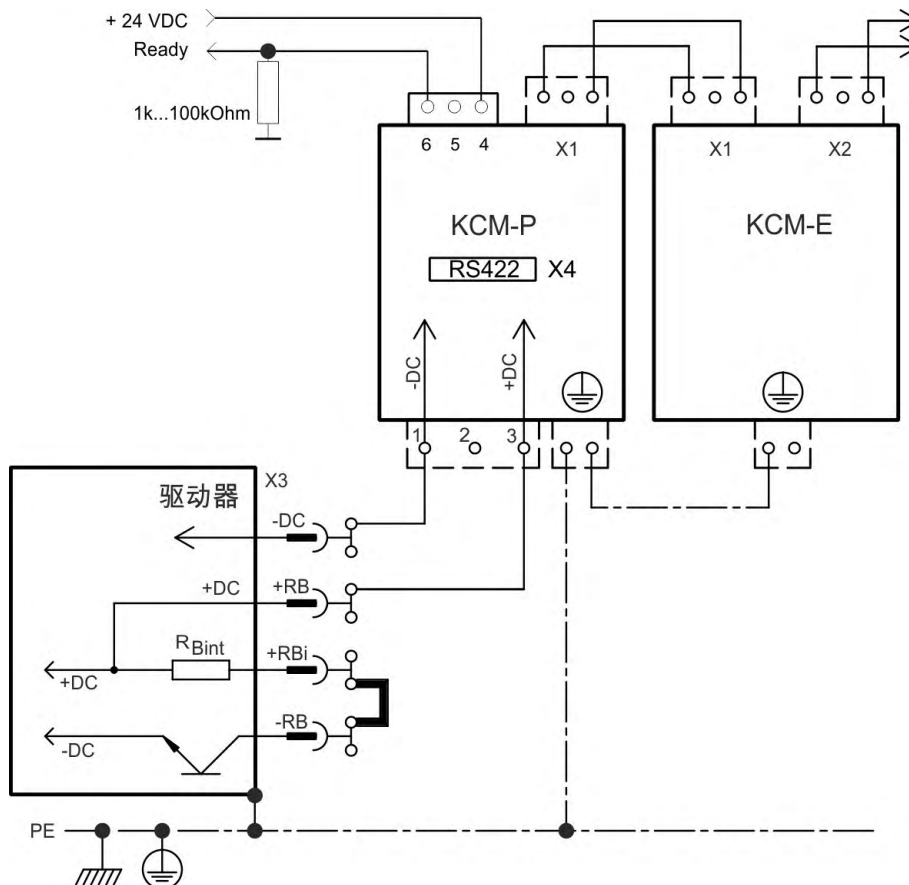 + 24 VDC
Ready
1k...100kOhm
6 5 4
X1
X1
X2
KCM-P
KCM-E
RS422 X4
-DC
+DC
1 2 3
驱动器
X3
-DC
+DC
+RB
RBint
+RBi
+DC
-RB
-DC
PE